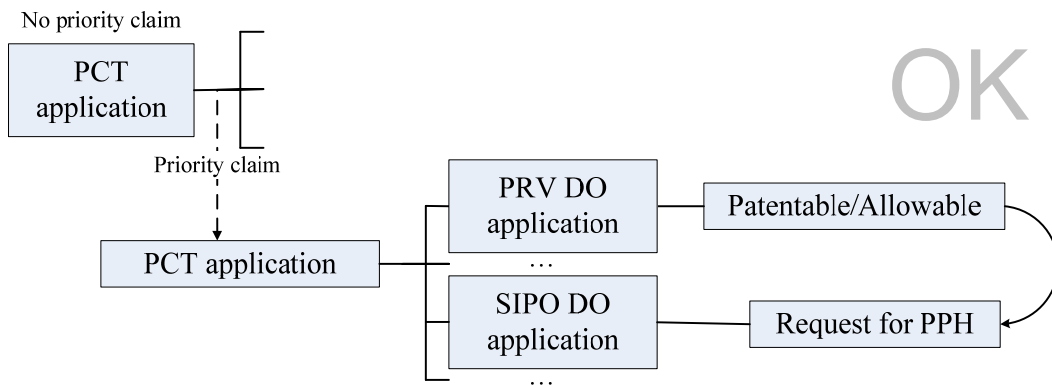 No priority claim
PCT
application
OK
Priority claim
PCT application
PRV DO
application
Patentable/Allowable
…
SIPO DO
application
Request for PPH
…